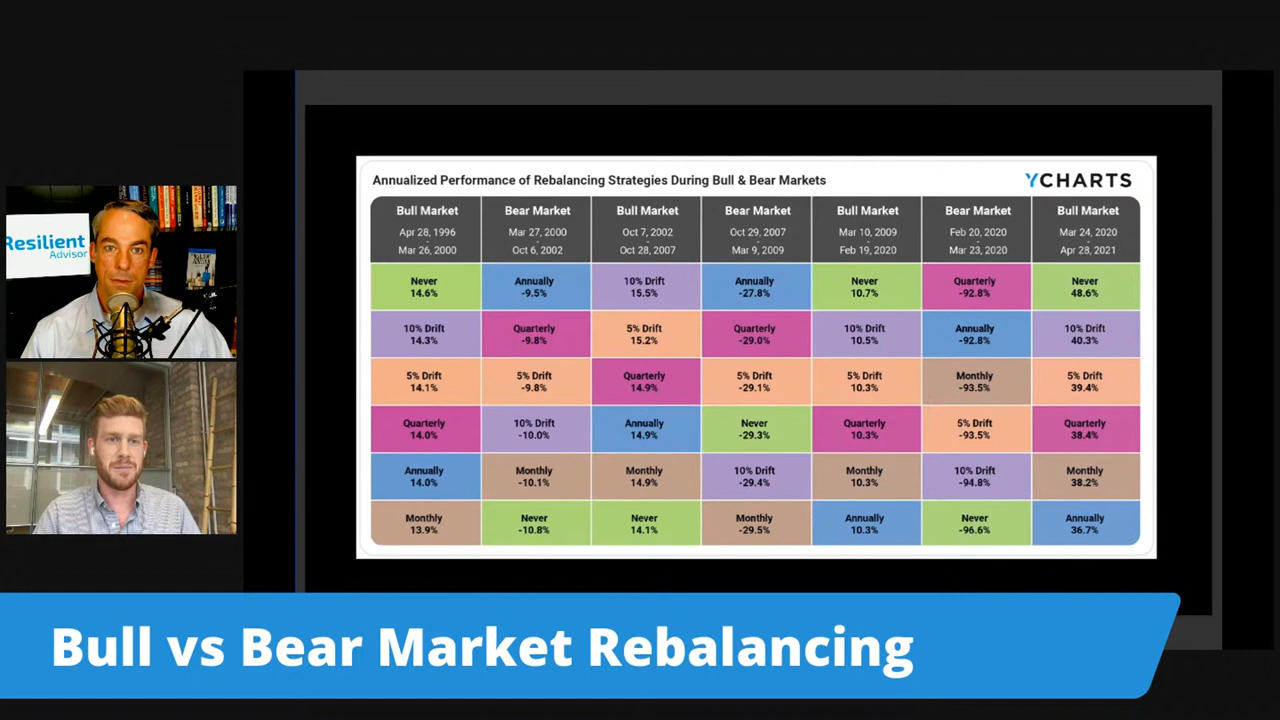 Resilient
Advisor
Annualized Performance of Rebalancing Strategies During Bull & Bear Markets
YCHARTS
Bull Market
Apr 28, 1996
-
Mar 26, 2000
Bear Market
Mar 27, 2000
-
Oct 6, 2002
Bull Market
Oct 7, 2002
-
Oct 28, 2007
Bear Market
Oct 29, 2007
-
Mar 9, 2009
Bull Market
Mar 10, 2009
-
Feb 19, 2020
Bear Market
Feb 20, 2020
-
Mar 23, 2020
Bull Market
Mar 24, 2020
-
Apr 28, 2021
Never
14.6%
Annually
-9.5%
10% Drift
15.5%
Annually
-27.8%
Never
10.7%
Quarterly
-92.8%
Never
48.6%
10% Drift
14.3%
Quarterly
-9.8%
5% Drift
15.2%
Quarterly
-29.0%
10% Drift
10.5%
Annually
-92.8%
10% Drift
40.3%
5% Drift
14.1%
5% Drift
-9.8%
Quarterly
14.9%
5% Drift
-29.1%
5% Drift
10.3%
Monthly
-93.5%
5% Drift
39.4%
Quarterly
14.0%
10% Drift
-10.0%
Annually
14.9%
Never
-29.3%
Quarterly
10.3%
5% Drift
-93.5%
Quarterly
38.4%
Annually
14.0%
Monthly
-10.1%
Monthly
14.9%
10% Drift
-29.4%
Monthly
10.3%
10% Drift
-94.8%
Monthly
38.2%
Monthly
13.9%
Never
-10.8%
Never
14.1%
Monthly
-29.5%
Annually
10.3%
Never
-96.6%
Annually
36.7%
Bull vs Bear Market Rebalancing